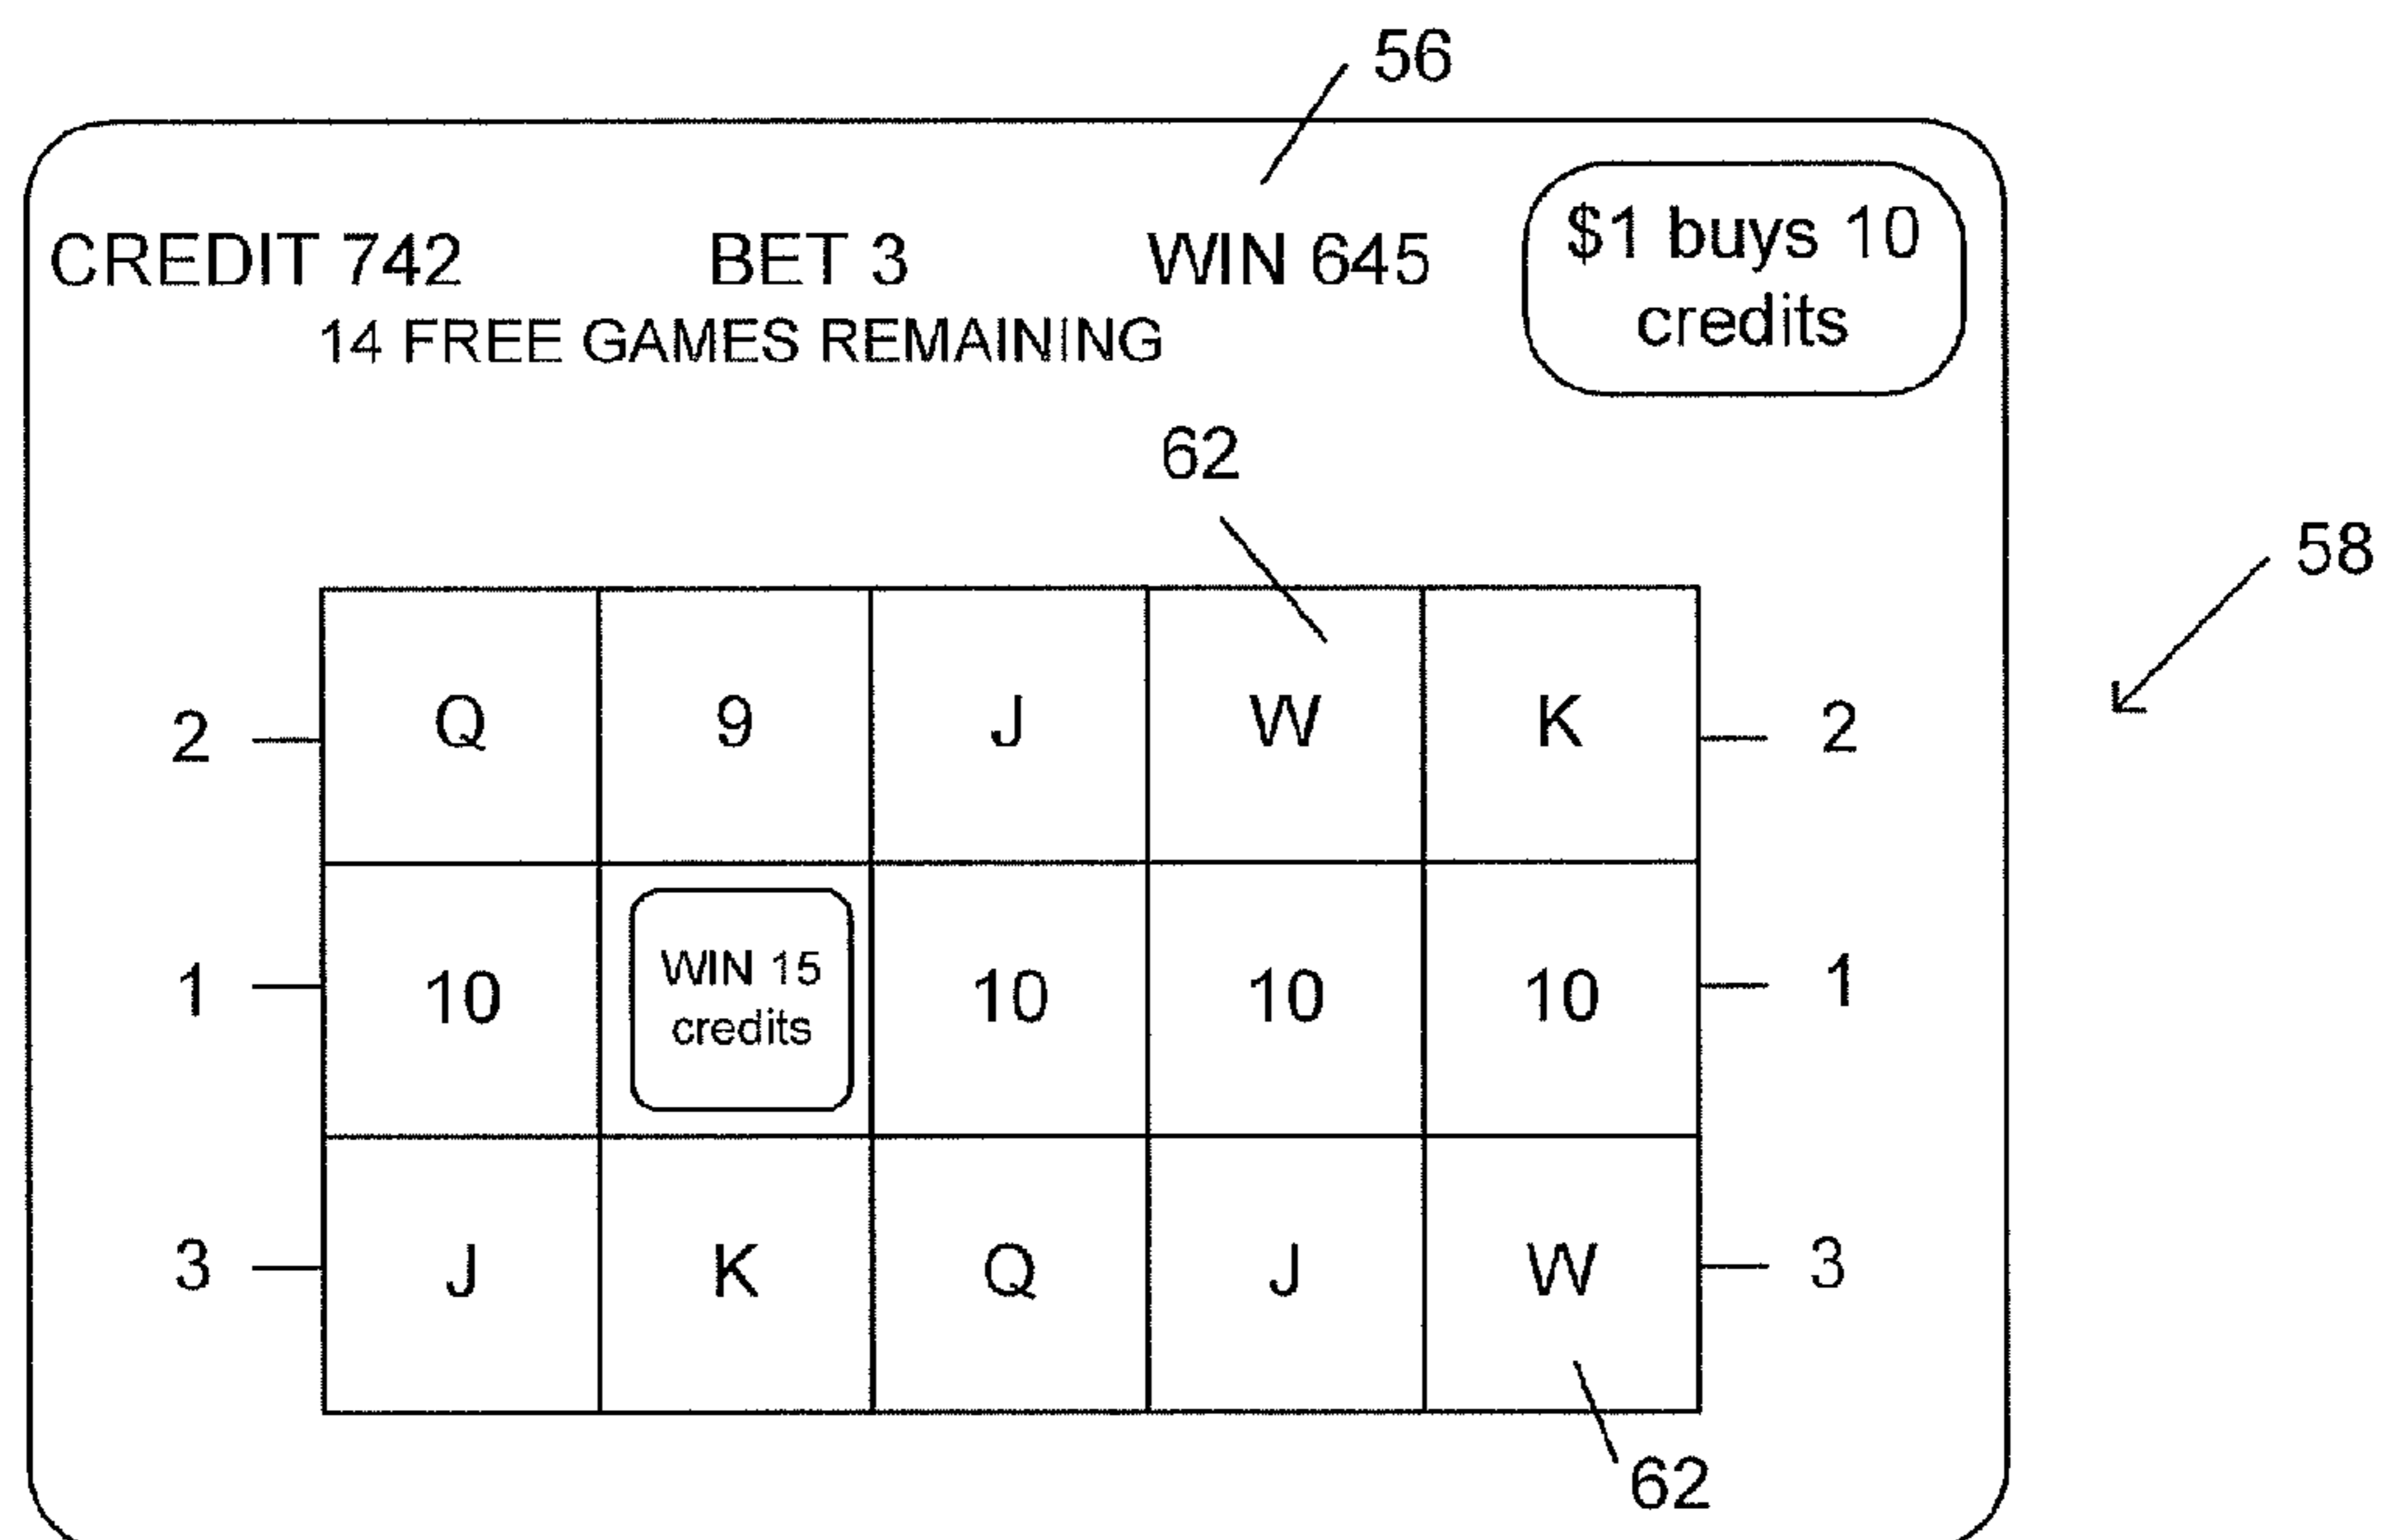 56
CREDIT 742 BET 3 WIN 645
$1 buys 10
credits
14 FREE GAMES REMAINING
62
58
2 Q 9 J W K 2
1 10 WIN 15 credits 10 10 10 1
3 J K Q J W 3
62